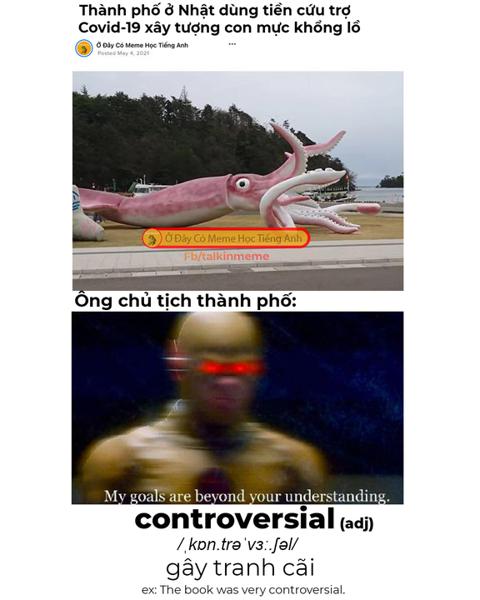 Thành phố ở Nhật dùng tiền cứu trợ
Covid-19 xây tượng con mực khổng lồ
Ở Đây Có Meme Học Tiếng Anh
Posted May 4, 2021
Ở Đây Có Meme Học Tiếng Anh
Fb/talkinmeme
Ông chủ tịch thành phố:
My goals are beyond your understanding.
controversial (adj)
/ˌkɒn.trəˈvɜː.ʃəl/
gây tranh cãi
ex: The book was very controversial.